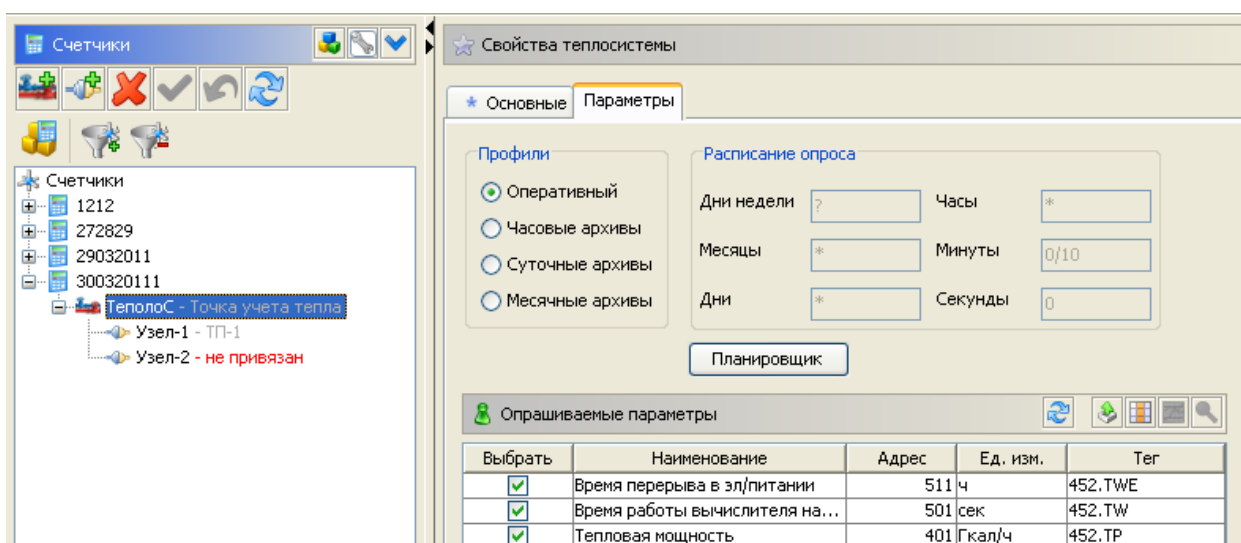 Счетчики
Счетчики
1212
272829
29032011
300320111
ТеполоС - Точка учета тепла
Узел-1 - ТП-1
Узел-2 - не привязан
Свойства теплосистемы
* Основные Параметры
Профили
Оперативный
Часовые архивы
Суточные архивы
Месячные архивы
Расписание опроса
Дни недели ? Часы *
Месяцы * Минуты 0/10
Дни * Секунды 0
Планировщик
Опрашиваемые параметры
Выбрать Наименование Адрес Ед. изм. Тег
Время перерыва в эл/питании 511 ч 452.TWE
Время работы вычислителя на... 501 сек 452.TW
Тепловая мощность 401 Гкал/ч 452.TP